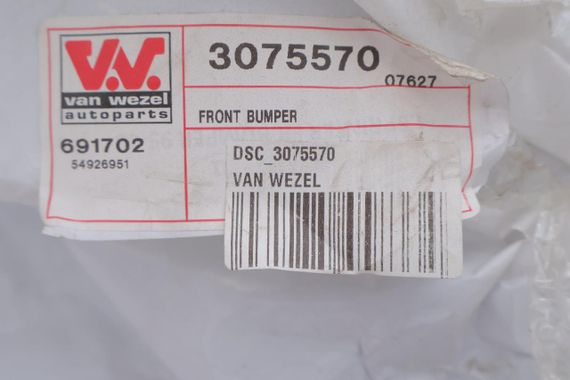 V.V.
van wezel
autoparts
691702
54926951
3075570
07627
FRONT BUMPER
DSC_3075570
VAN WEZEL